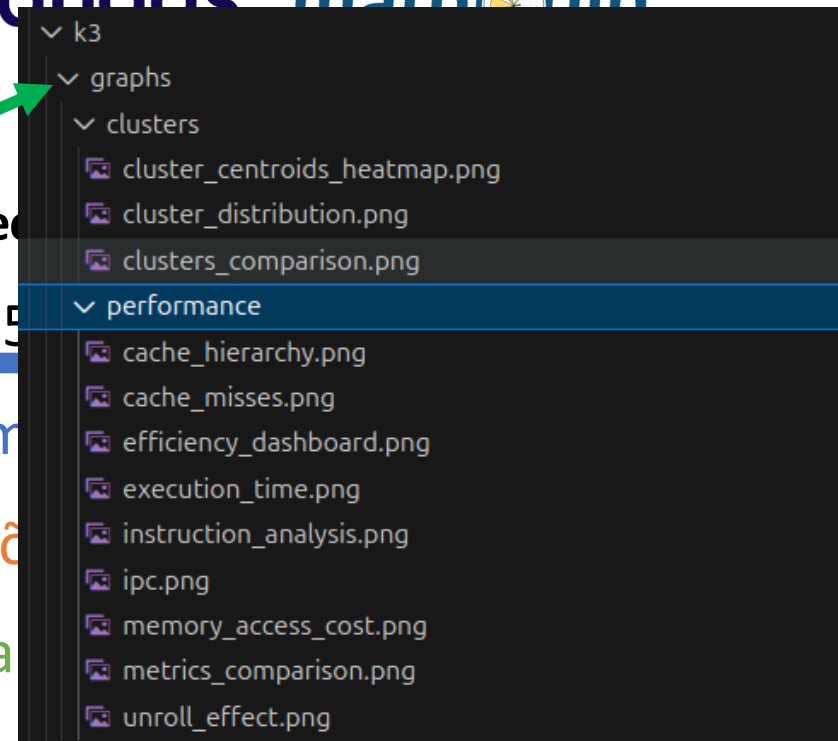 k3
graphs
clusters
cluster_centroids_heatmap.png
cluster_distribution.png
clusters_comparison.png
performance
cache_hierarchy.png
cache_misses.png
efficiency_dashboard.png
execution_time.png
instruction_analysis.png
ipc.png
memory_access_cost.png
metrics_comparison.png
unroll_effect.png